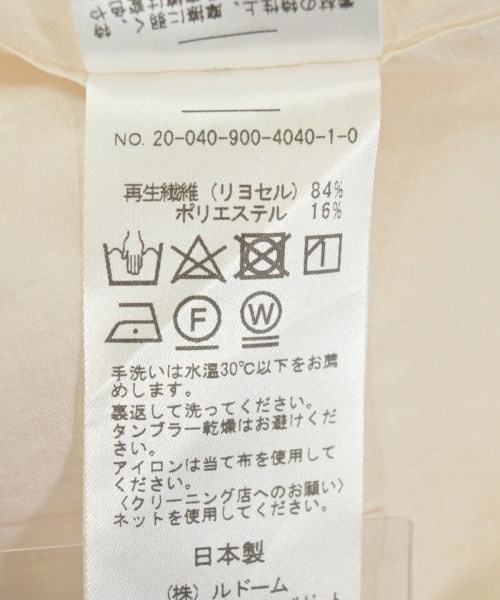 NO. 20-040-900-4040-1-0
再生繊維（リヨセル）84%
ポリエステル 16%
F W
手洗いは水温30℃以下をお薦
めします。
裏返して洗ってください。
タンブラー乾燥はお避けくだ
さい。
アイロンは当て布を使用して
ください。
〈クリーニング店へのお願い〉
ネットを使用してください。
日本製
（株）ルドーム